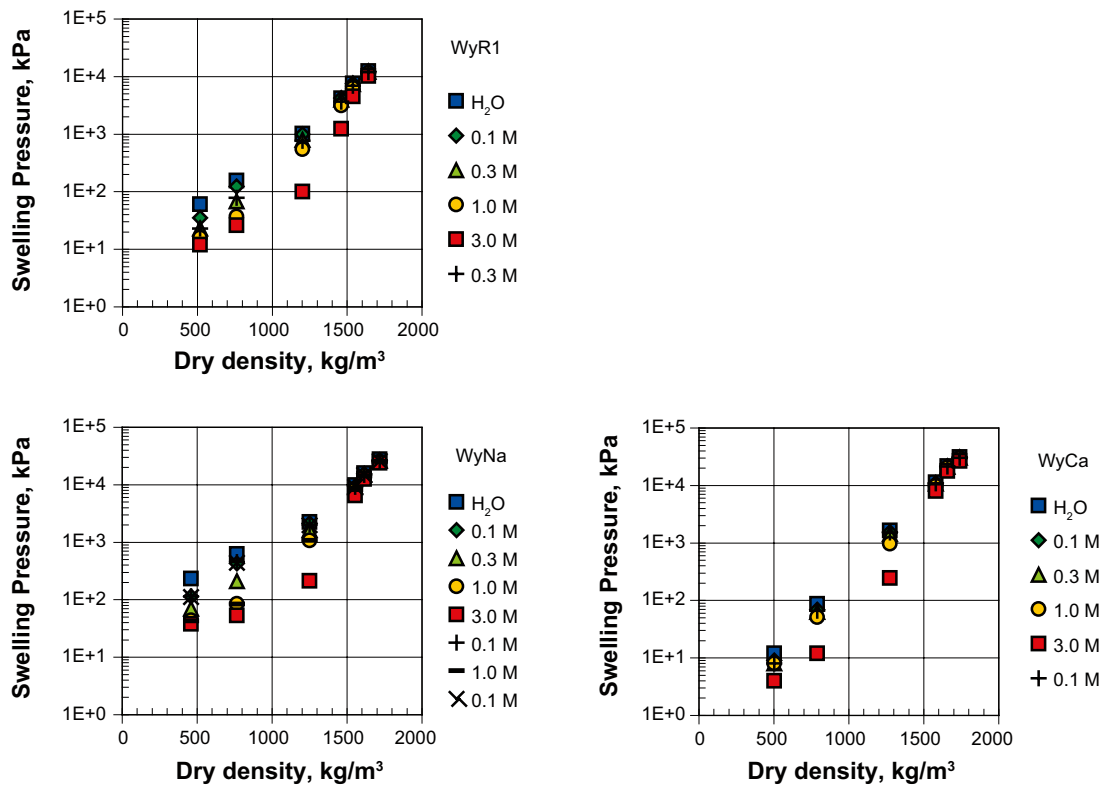 1E+5
1E+4
1E+3
1E+2
1E+1
1E+0
Swelling Pressure, kPa
0 500 1000 1500 2000
Dry density, kg/m³
WyR1
H₂O
0.1 M
0.3 M
1.0 M
3.0 M
0.3 M
1E+5
1E+4
1E+3
1E+2
1E+1
1E+0
Swelling Pressure, kPa
0 500 1000 1500 2000
Dry density, kg/m³
WyNa
H₂O
0.1 M
0.3 M
1.0 M
3.0 M
0.1 M
1.0 M
0.1 M
1E+5
1E+4
1E+3
1E+2
1E+1
1E+0
Swelling Pressure, kPa
0 500 1000 1500 2000
Dry density, kg/m³
WyCa
H₂O
0.1 M
0.3 M
1.0 M
3.0 M
0.1 M